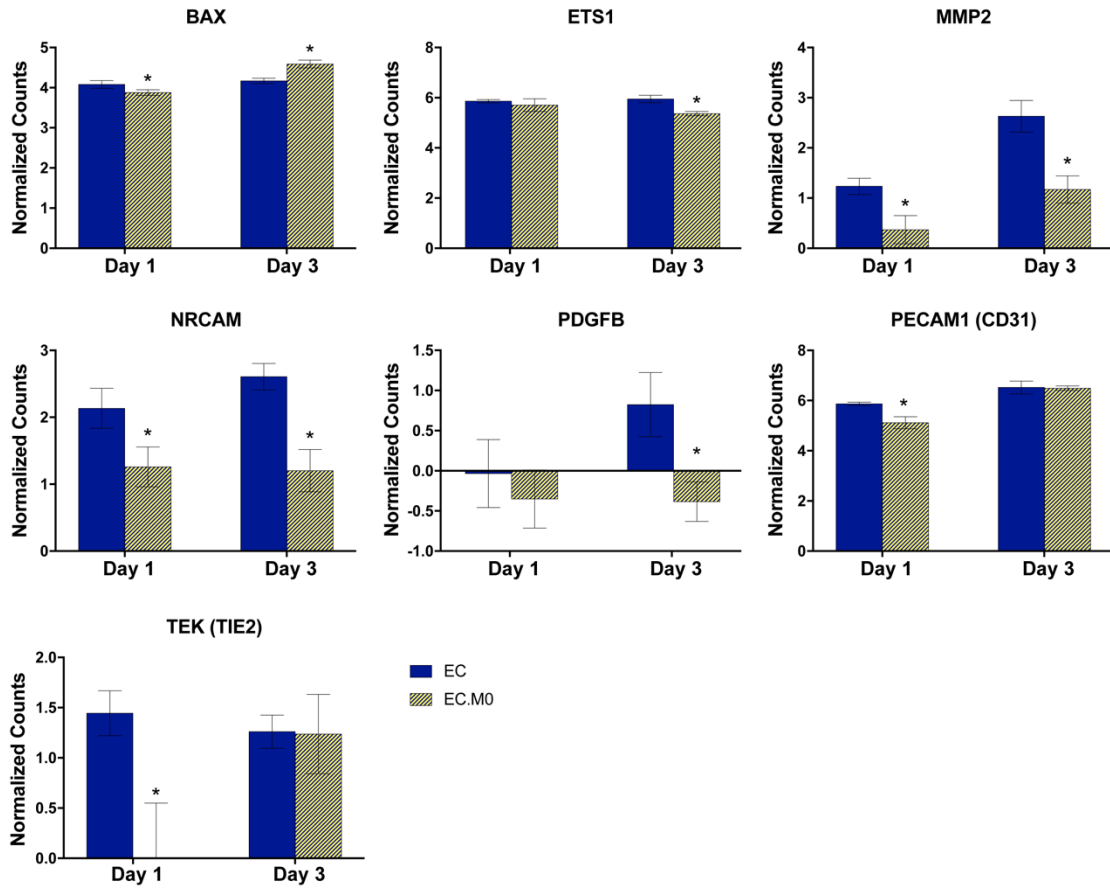 BAX
Normalized Counts
5
4
3
2
1
0
*
*
Day 1
Day 3
ETS1
Normalized Counts
8
6
4
2
0
*
Day 1
Day 3
MMP2
Normalized Counts
4
3
2
1
0
*
*
Day 1
Day 3
NRCAM
Normalized Counts
3
2
1
0
*
*
Day 1
Day 3
PDGFB
Normalized Counts
1.5
1.0
0.5
0.0
-0.5
-1.0
*
Day 1
Day 3
PECAM1 (CD31)
Normalized Counts
8
6
4
2
0
*
Day 1
Day 3
TEK (TIE2)
Normalized Counts
2.0
1.5
1.0
0.5
0.0
*
Day 1
Day 3
EC
EC.M0